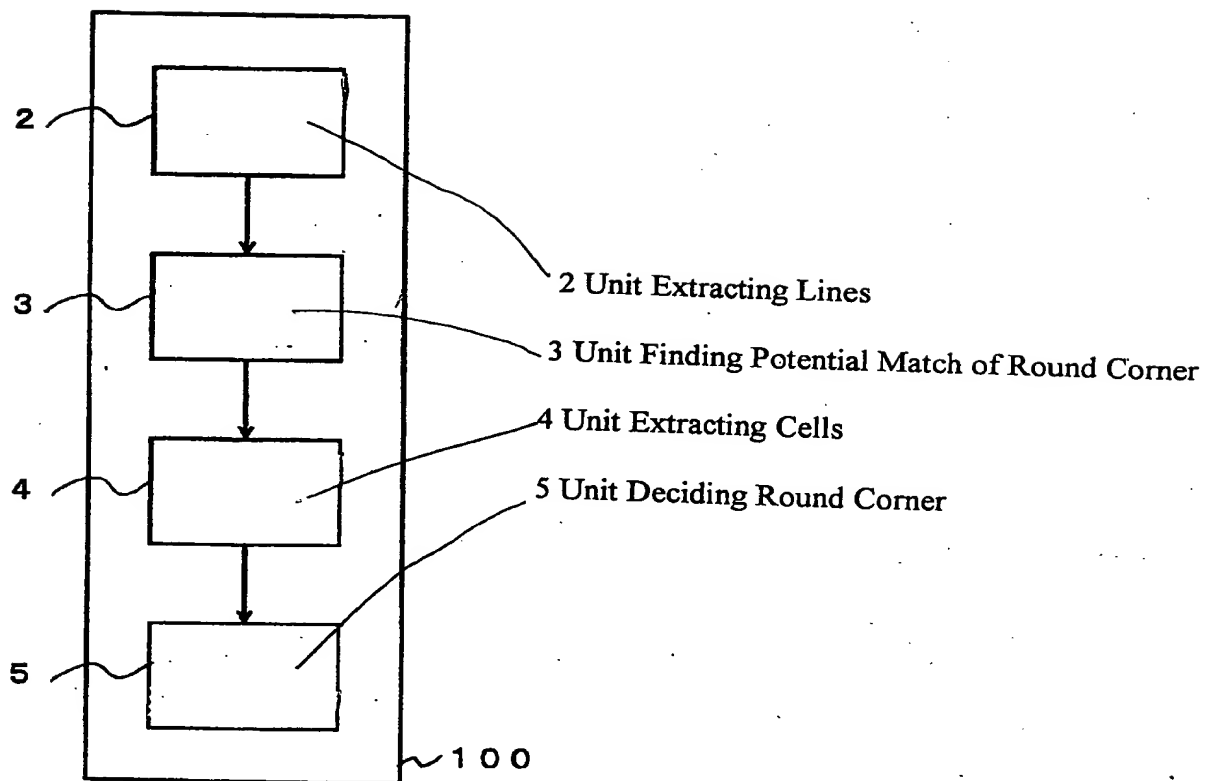 2
2 Unit Extracting Lines
3
3 Unit Finding Potential Match of Round Corner
4 Unit Extracting Cells
4
5 Unit Deciding Round Corner
5
100